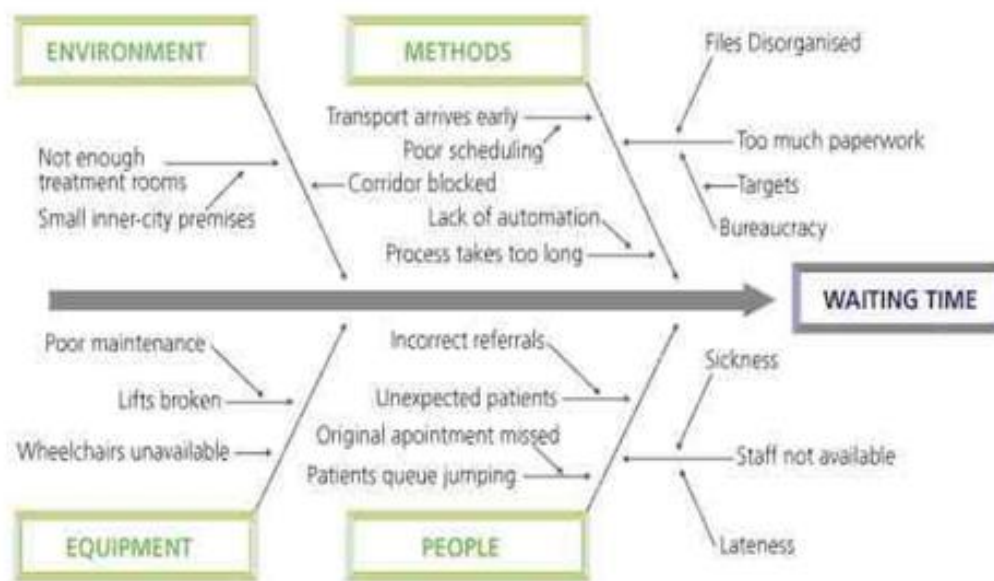 ENVIRONMENT
METHODS
Files Disorganised
Transport arrives early
Poor scheduling
Too much paperwork
Not enough
treatment rooms
Corridor blocked
Targets
Small inner-city premises
Lack of automation
Bureaucracy
Process takes too long
WAITING TIME
Poor maintenance
Incorrect referrals
Sickness
Lifts broken
Unexpected patients
Original apointment missed
Wheelchairs unavailable
Patients queue jumping
Staff not available
EQUIPMENT
PEOPLE
Lateness